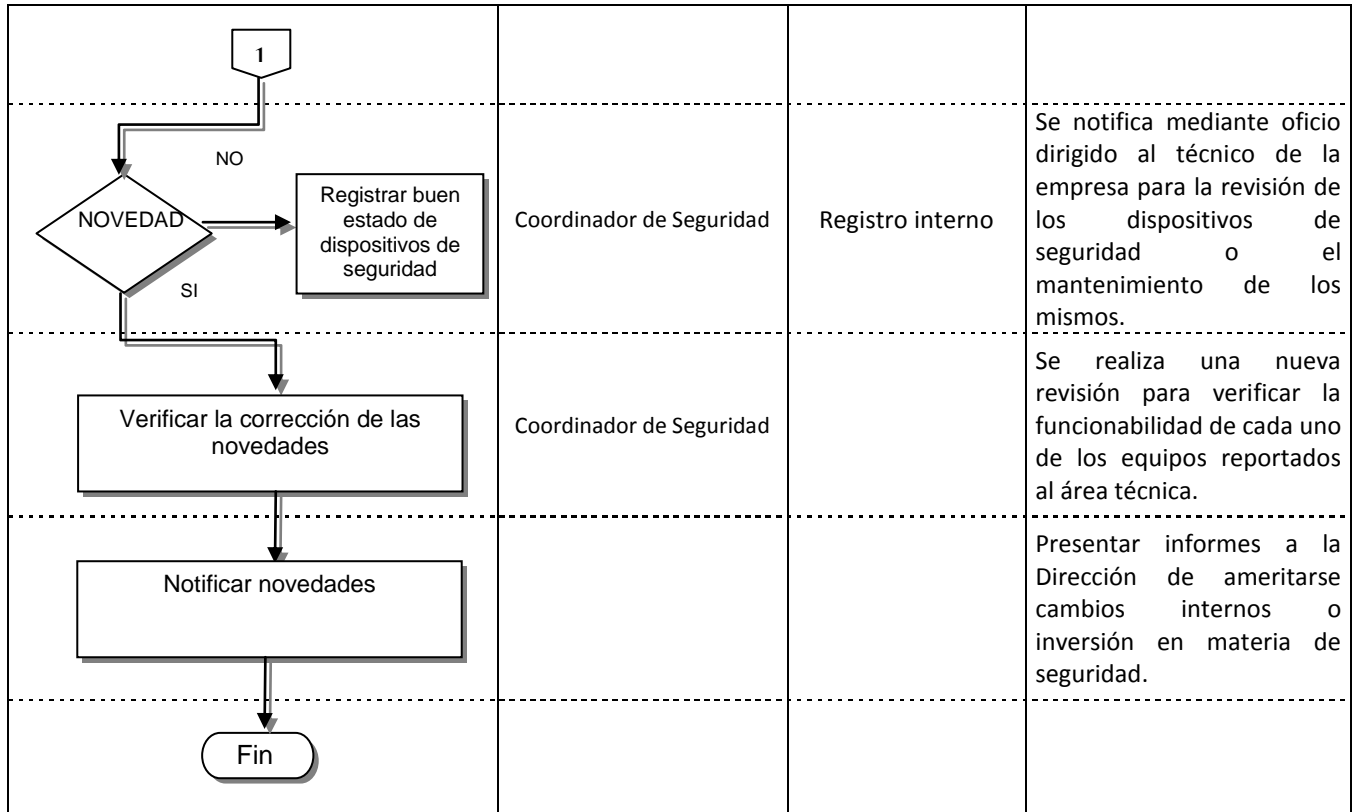 1
NO
NOVEDAD
Registrar buen
estado de
dispositivos de
seguridad
SI
Coordinador de Seguridad
Registro interno
Se notifica mediante oficio
dirigido al técnico de la
empresa para la revisión de
los dispositivos de
seguridad o el
mantenimiento de los
mismos.
Verificar la corrección de las
novedades
Coordinador de Seguridad
Se realiza una nueva
revisión para verificar la
funcionabilidad de cada uno
de los equipos reportados
al área técnica.
Notificar novedades
Presentar informes a la
Dirección de ameritarse
cambios internos o
inversión en materia de
seguridad.
Fin